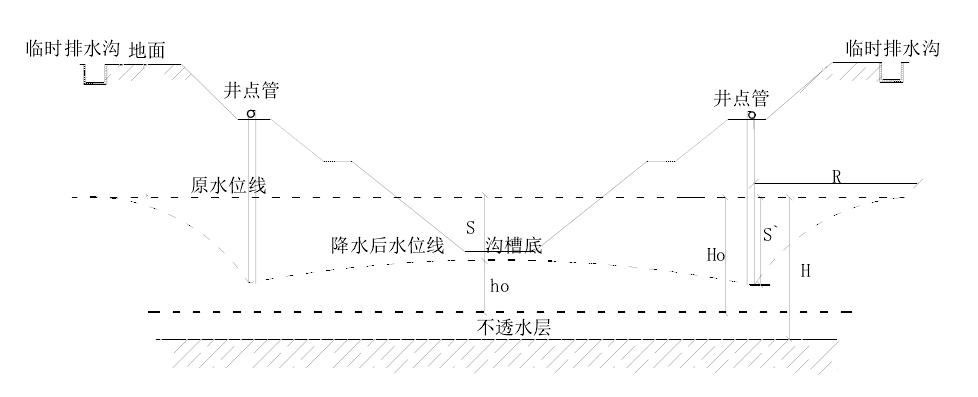 临时排水沟 地面
临时排水沟
井点管
井点管
原水位线
R
降水后水位线
S
沟槽底
S`
Ho
H
ho
不透水层